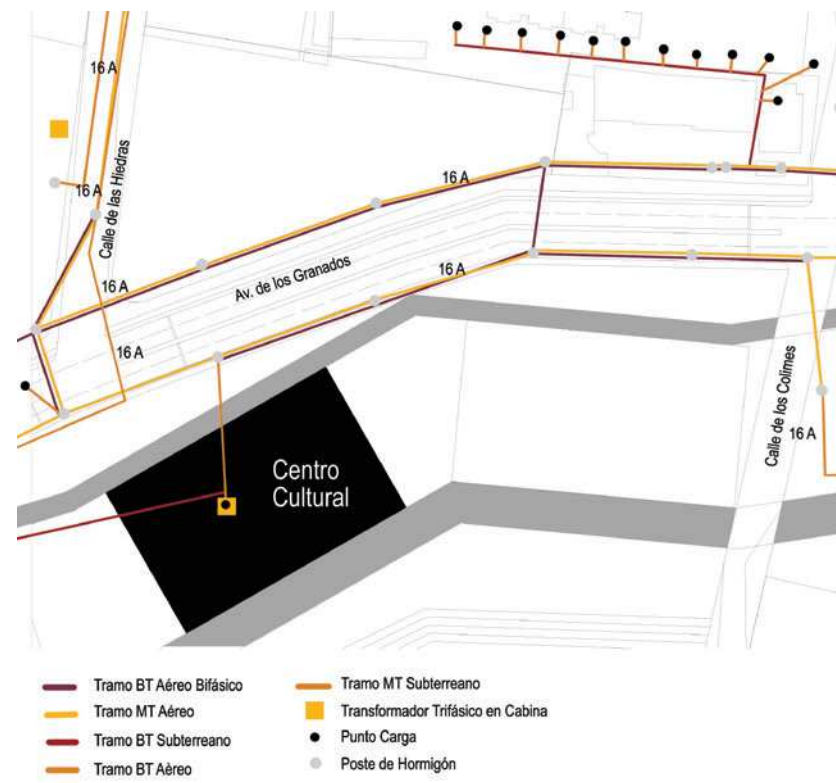 16 A
Calle de las Hiedras
16 A
16 A
16 A
Av. de los Granados
16 A
16 A
16 A
Calle de los Colimes
Centro
Cultural
Tramo BT Aéreo Bifásico
Tramo MT Aéreo
Tramo BT Subterreano
Tramo BT Aèreo
Tramo MT Subterreano
Transformador Trifásico en Cabina
Punto Carga
Poste de Hormigón